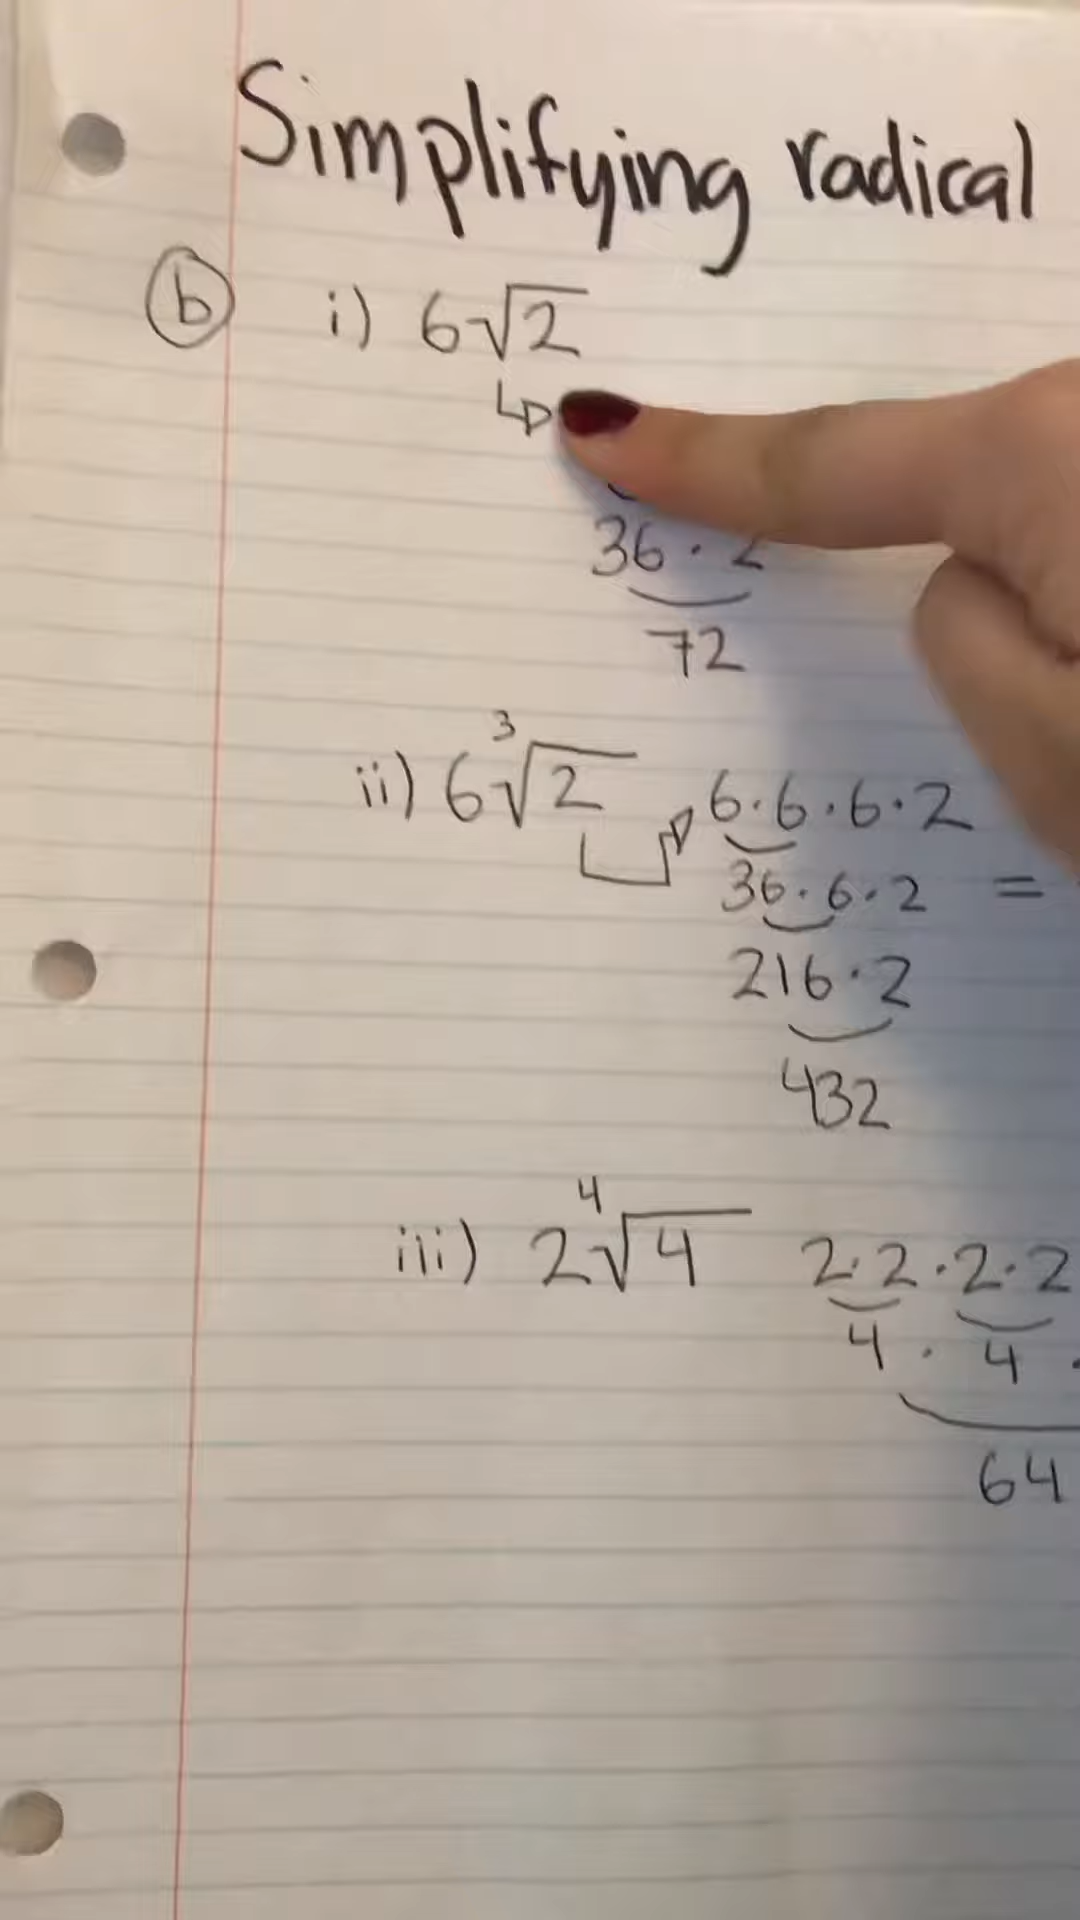 Simplifying radical
b i) 6√2
36 · 2
72
ii) 6∛2 6·6·6·2
36·6·2 =
216·2
432
iii) 2∜4 2·2·2·2
4 · 4 ·
64